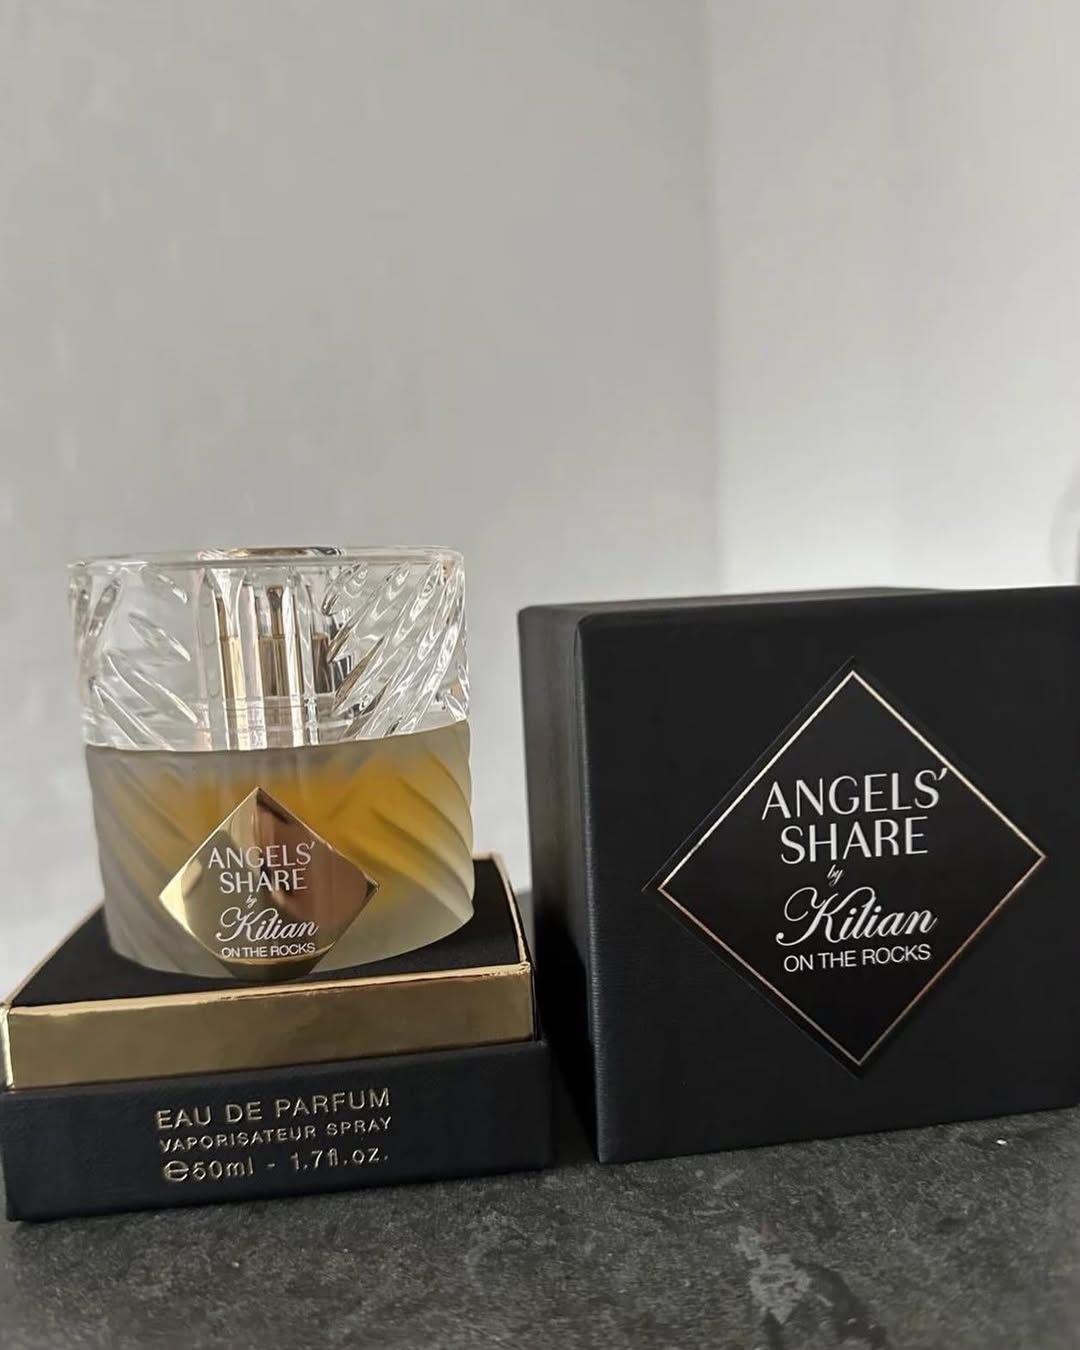 ANGELS'
SHARE
by
Kilian
ON THE ROCKS
EAU DE PARFUM
VAPORISATEUR SPRAY
℮50ml - 1.7fl.oz.
ANGELS'
SHARE
by
Kilian
ON THE ROCKS